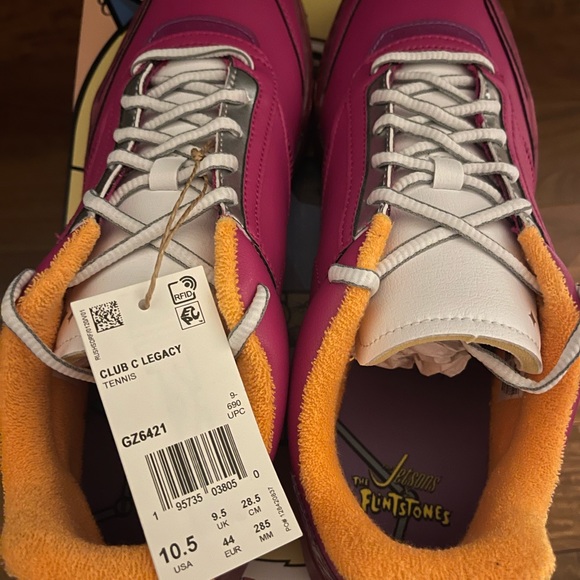 RFID
CLUB C LEGACY
TENNIS
9-
690
UPC
GZ6421
1 95735 03805 0
10.5
USA
9.5
UK
28.5
CM
44
EUR
285
MM
THE JETSONS
FLINTSTONES